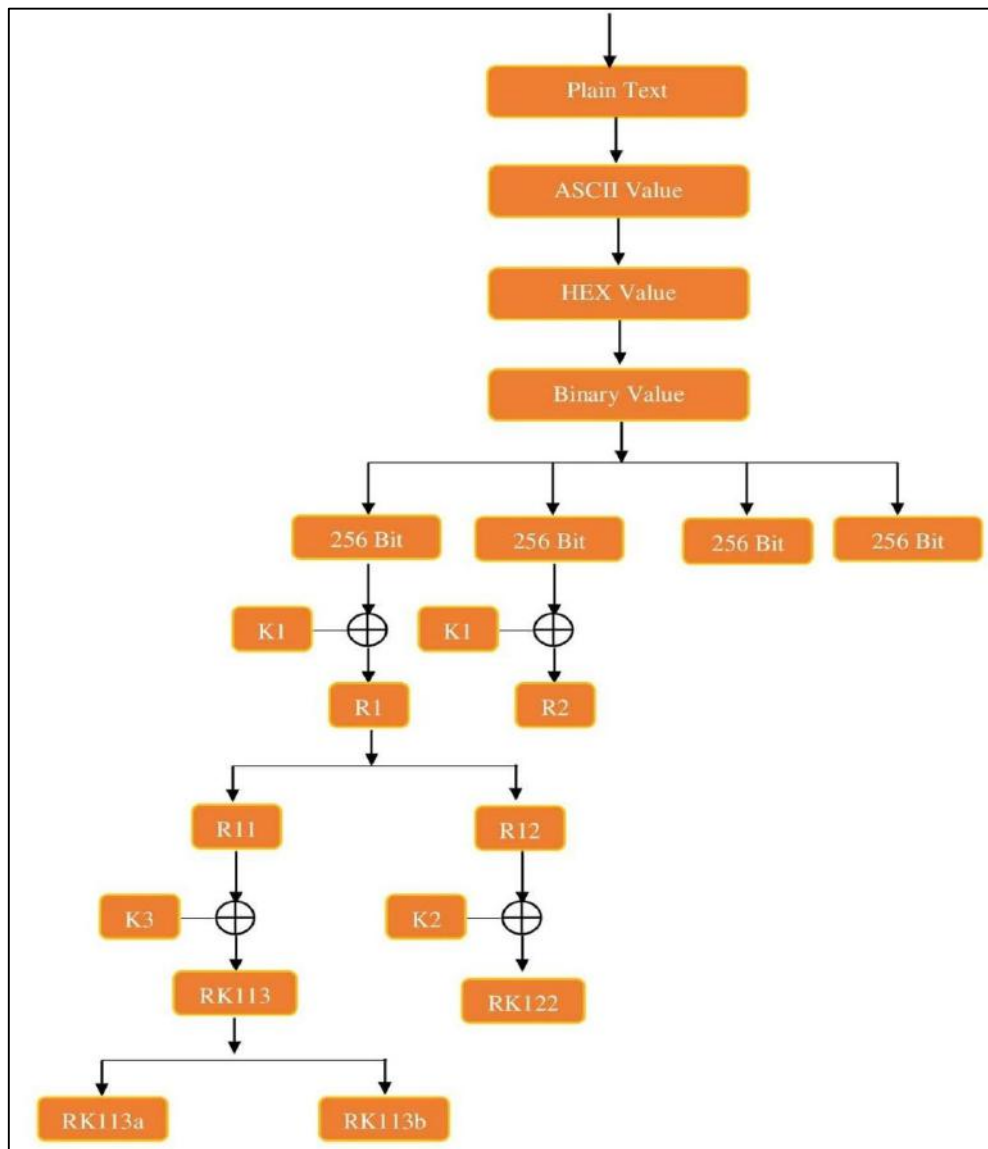 Plain Text
ASCII Value
HEX Value
Binary Value
256 Bit
256 Bit
256 Bit
256 Bit
K1
K1
R1
R2
R11
R12
K3
K2
RK113
RK122
RK113a
RK113b